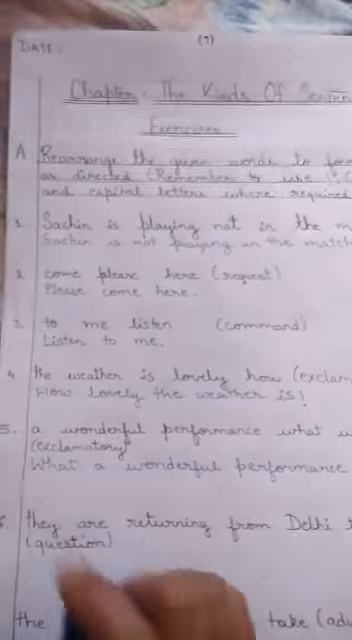 DATE:
(7)
Chapter: The Kinds Of
Exercises
A Rearrange the given words to
as directed (Remember to use
and capital letters where required
1. Sachin is playing not in the
Sachin is not playing in the match
2. come please here (request)
Please come here.
3. to me listen (command)
Listen to me.
4. the weather is lovely how
How lovely the weather is!
5. a wonderful performance what
(exclamatory)
What a wonderful performance
6. they are returning from Delhi
(question)
the take